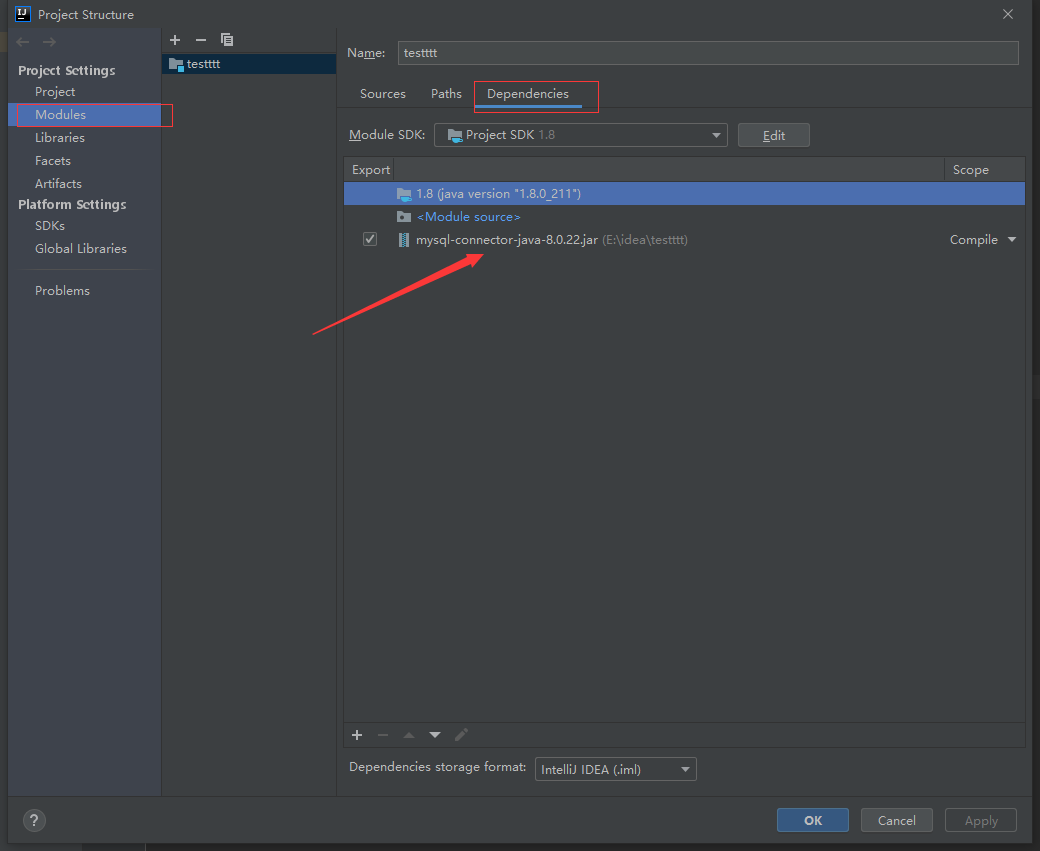 Project Structure
Project Settings
Project
Modules
Libraries
Facets
Artifacts
Platform Settings
SDKs
Global Libraries
Problems
testttt
Name: testttt
Sources Paths Dependencies
Module SDK: Project SDK 1.8 Edit
Export Scope
1.8 (java version "1.8.0_211")
<Module source>
mysql-connector-java-8.0.22.jar (E:\idea\testttt) Compile
Dependencies storage format: IntelliJ IDEA (.iml)
? OK Cancel Apply